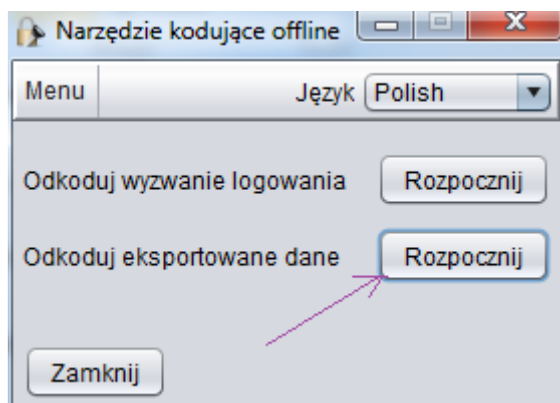 Narzędzie kodujące offline
Menu Język Polish
Odkoduj wyzwanie logowania Rozpocznij
Odkoduj eksportowane dane Rozpocznij
Zamknij